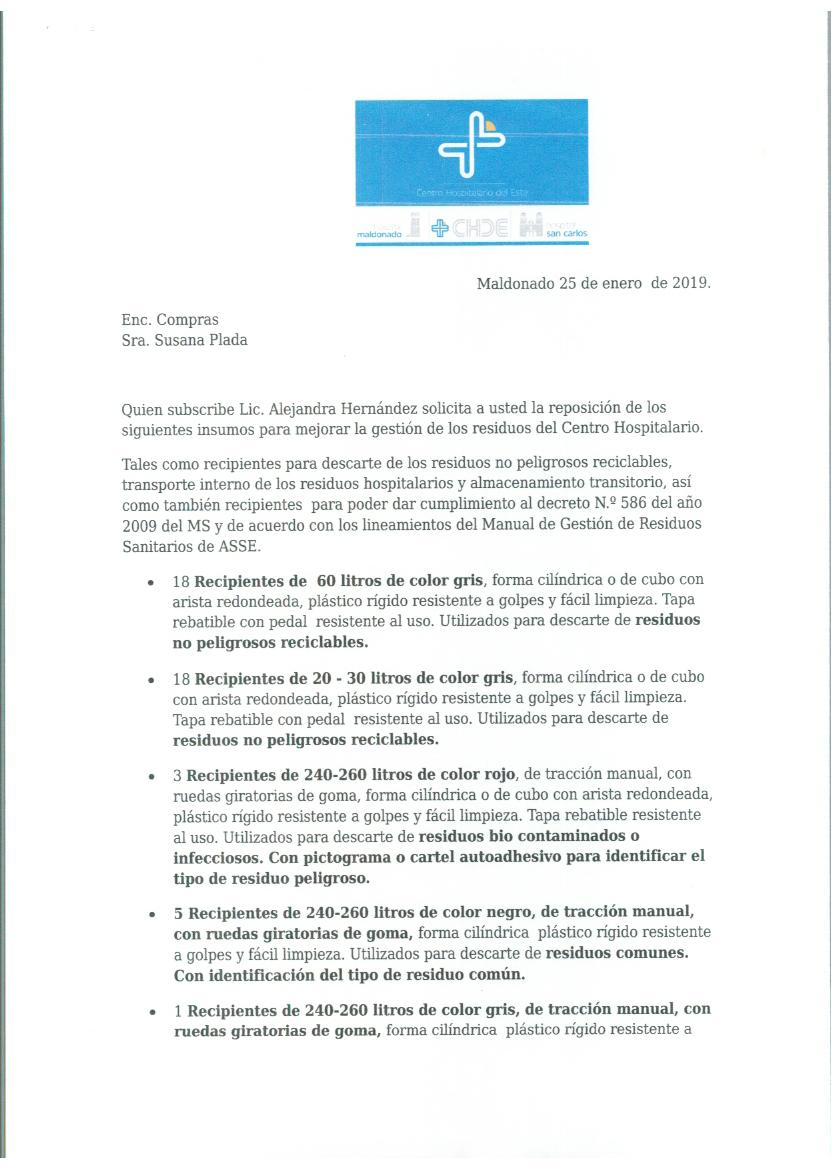 Centro Hospitalario del Este
maldonado
CHDE
san carlos
Maldonado 25 de enero  de 2019.
Enc. Compras
Sra. Susana Plada
Quien subscribe Lic. Alejandra Hernández solicita a usted la reposición de los
siguientes insumos para mejorar la gestión de los residuos del Centro Hospitalario.
Tales como recipientes para descarte de los residuos no peligrosos reciclables,
transporte interno de los residuos hospitalarios y almacenamiento transitorio, así
como también recipientes  para poder dar cumplimiento al decreto N.º 586 del año
2009 del MS y de acuerdo con los lineamientos del Manual de Gestión de Residuos
Sanitarios de ASSE.
• 18 Recipientes de  60 litros de color gris, forma cilíndrica o de cubo con
arista redondeada, plástico rígido resistente a golpes y fácil limpieza. Tapa
rebatible con pedal  resistente al uso. Utilizados para descarte de residuos
no peligrosos reciclables.
• 18 Recipientes de 20 - 30 litros de color gris, forma cilíndrica o de cubo
con arista redondeada, plástico rígido resistente a golpes y fácil limpieza.
Tapa rebatible con pedal  resistente al uso. Utilizados para descarte de
residuos no peligrosos reciclables.
• 3 Recipientes de 240-260 litros de color rojo, de tracción manual, con
ruedas giratorias de goma, forma cilíndrica o de cubo con arista redondeada,
plástico rígido resistente a golpes y fácil limpieza. Tapa rebatible resistente
al uso. Utilizados para descarte de residuos bio contaminados o
infecciosos. Con pictograma o cartel autoadhesivo para identificar el
tipo de residuo peligroso.
• 5 Recipientes de 240-260 litros de color negro, de tracción manual,
con ruedas giratorias de goma, forma cilíndrica  plástico rígido resistente
a golpes y fácil limpieza. Utilizados para descarte de residuos comunes.
Con identificación del tipo de residuo común.
• 1 Recipientes de 240-260 litros de color gris, de tracción manual, con
ruedas giratorias de goma, forma cilíndrica  plástico rígido resistente a